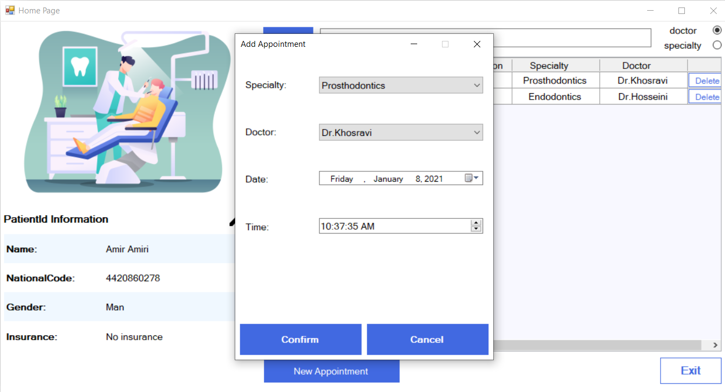 Home Page
doctor
specialty
Add Appointment
Specialty:
Prosthodontics
Doctor:
Dr.Khosravi
Date:
Friday , January 8, 2021
Time:
10:37:35 AM
Confirm
Cancel
on Specialty Doctor
Prosthodontics Dr.Khosravi Delete
Endodontics Dr.Hosseini Delete
PatientId Information
Name: Amir Amiri
NationalCode: 4420860278
Gender: Man
Insurance: No insurance
New Appointment
Exit